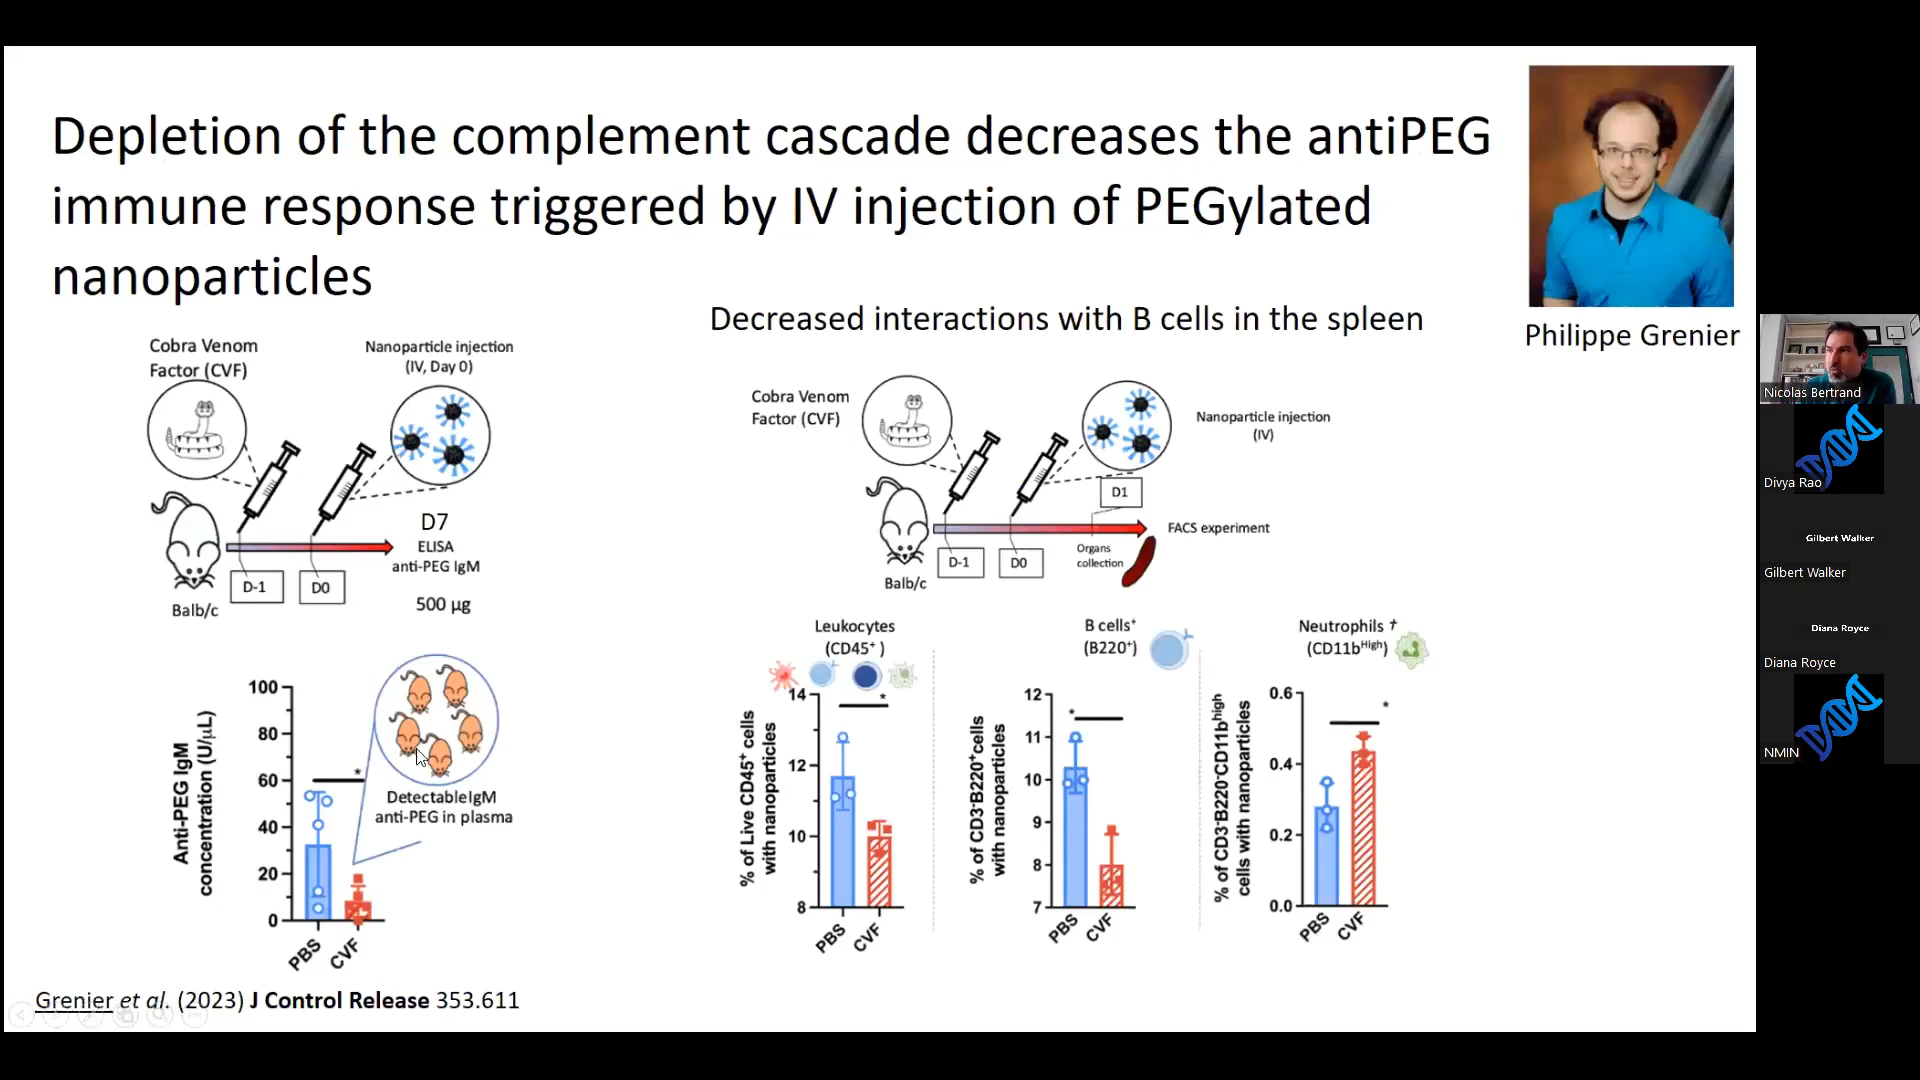 Depletion of the complement cascade decreases the antiPEG
immune response triggered by IV injection of PEGylated
nanoparticles
Philippe Grenier
Decreased interactions with B cells in the spleen
Cobra Venom
Factor (CVF)
Nanoparticle injection
(IV, Day 0)
D7
ELISA
anti-PEG IgM
500 µg
D-1
D0
Balb/c
Cobra Venom
Factor (CVF)
Nanoparticle injection
(IV)
D1
FACS experiment
Organs
collection
D-1
D0
Balb/c
Anti-PEG IgM
concentration (U/µL)
100
80
60
40
20
0
*
PBS
CVF
DetectableIgM
anti-PEG in plasma
Leukocytes
(CD45⁺ )
% of Live CD45⁺ cells
with nanoparticles
14
12
10
8
*
PBS
CVF
B cells⁺
(B220⁺)
% of CD3⁻B220⁺cells
with nanoparticles
12
11
10
9
8
7
*
PBS
CVF
Neutrophils †
(CD11bᴴⁱᵍʰ)
% of CD3⁻B220⁻CD11bʰⁱᵍʰ
cells with nanoparticles
0.6
0.4
0.2
0.0
*
PBS
CVF
Grenier et al. (2023) J Control Release 353.611
Nicolas Bertrand
Divya Rao
Gilbert Walker
Gilbert Walker
Diana Royce
Diana Royce
NMIN